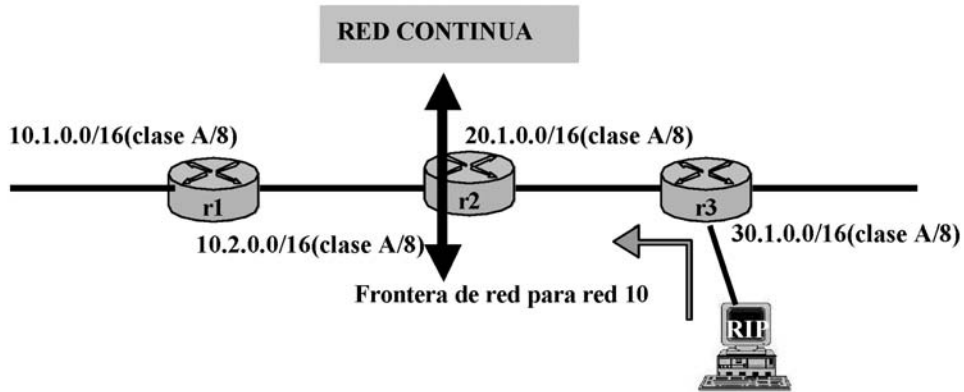 RED CONTINUA
10.1.0.0/16(clase A/8)
20.1.0.0/16(clase A/8)
r1
r2
r3
10.2.0.0/16(clase A/8)
30.1.0.0/16(clase A/8)
Frontera de red para red 10
RIP